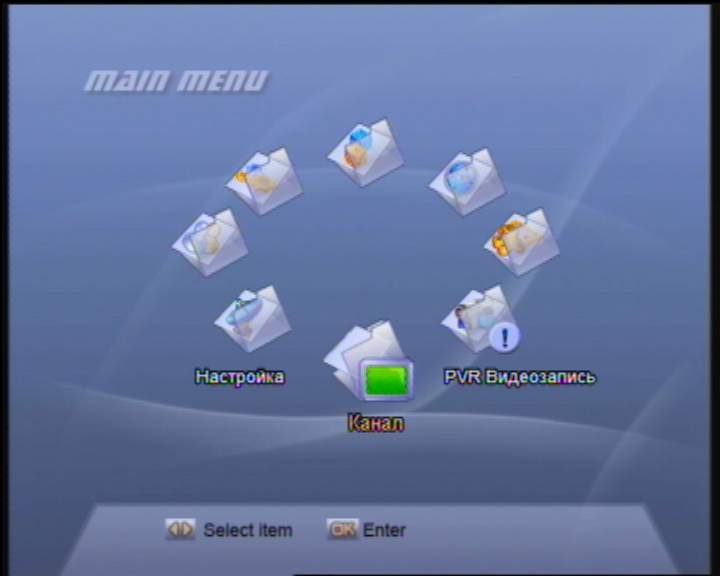 MAIN MENU
Настройка
PVR Видеозапись
Канал
Select item
OK Enter